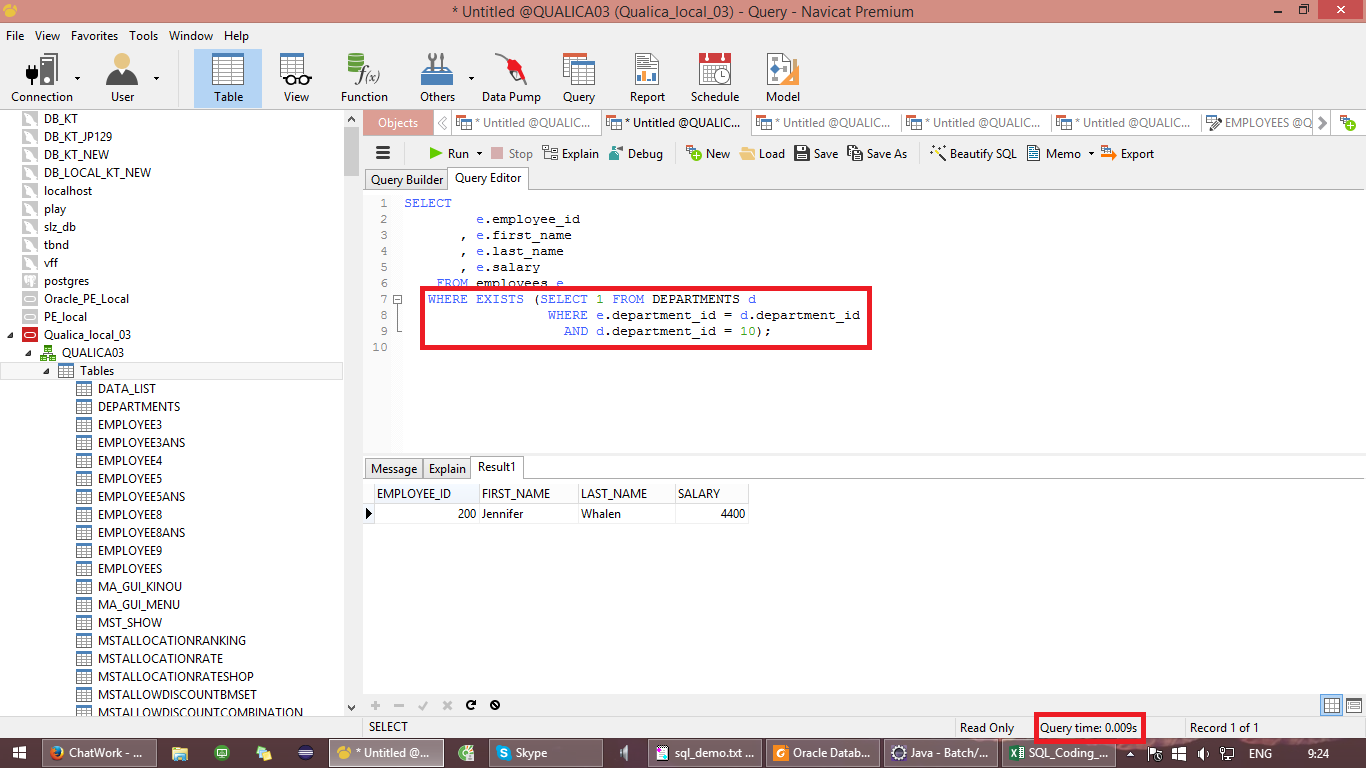 * Untitled @QUALICA03 (Qualica_local_03) - Query - Navicat Premium
File View Favorites Tools Window Help
Connection User Table View Function Others Data Pump Query Report Schedule Model
f(x)
DB_KT
DB_KT_JP129
DB_KT_NEW
DB_LOCAL_KT_NEW
localhost
play
slz_db
tbnd
vff
postgres
Oracle_PE_Local
PE_local
Qualica_local_03
QUALICA03
Tables
DATA_LIST
DEPARTMENTS
EMPLOYEE3
EMPLOYEE3ANS
EMPLOYEE4
EMPLOYEE5
EMPLOYEE5ANS
EMPLOYEE8
EMPLOYEE8ANS
EMPLOYEE9
EMPLOYEES
MA_GUI_KINOU
MA_GUI_MENU
MST_SHOW
MSTALLOCATIONRANKING
MSTALLOCATIONRATE
MSTALLOCATIONRATESHOP
MSTALLOWDISCOUNTBMSET
MSTALLOWDISCOUNTCOMBINATION
Objects * Untitled @QUALIC... * Untitled @QUALIC... * Untitled @QUALIC... * Untitled @QUALIC... * Untitled @QUALIC... EMPLOYEES @Q
Run Stop Explain Debug New Load Save Save As Beautify SQL Memo Export
Query Builder Query Editor
1 SELECT
2 e.employee_id
3 , e.first_name
4 , e.last_name
5 , e.salary
6 FROM employees e
7 WHERE EXISTS (SELECT 1 FROM DEPARTMENTS d
8 WHERE e.department_id = d.department_id
9 AND d.department_id = 10);
10
Message Explain Result1
EMPLOYEE_ID FIRST_NAME LAST_NAME SALARY
200 Jennifer Whalen 4400
SELECT Read Only Query time: 0.009s Record 1 of 1
ChatWork - ... * Untitled @... Skype sql_demo.txt ... Oracle Datab... Java - Batch/... SQL_Coding_... ENG 9:24